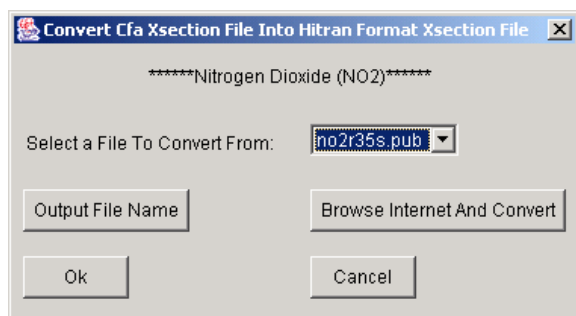 Convert Cfa Xsection File Into Hitran Format Xsection File
******Nitrogen Dioxide (NO2)******
Select a File To Convert From: no2r35s.pub
Output File Name Browse Internet And Convert
Ok Cancel